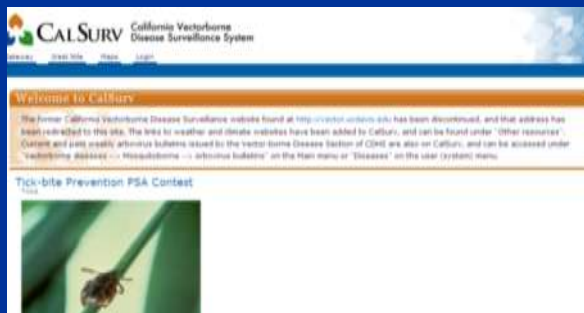 CALSURV California Vectorborne
Disease Surveillance System
Gateway West Nile Maps Login
Welcome to CalSurv
The former California Vectorborne Disease Surveillance website found at http://vector.ucdavis.edu has been discontinued, and that address has
been redirected to this site. The links to weather and climate websites have been added to CalSurv, and can be found under "Other resources".
Current and past weekly arbovirus bulletins issued by the Vector-borne Disease Section of CDHS are also on CalSurv, and can be accessed under
"Vectorborne diseases --> Mosquitoborne --> arbovirus bulletins" on the Main menu or "Diseases" on the user (system) menu.
Tick-bite Prevention PSA Contest